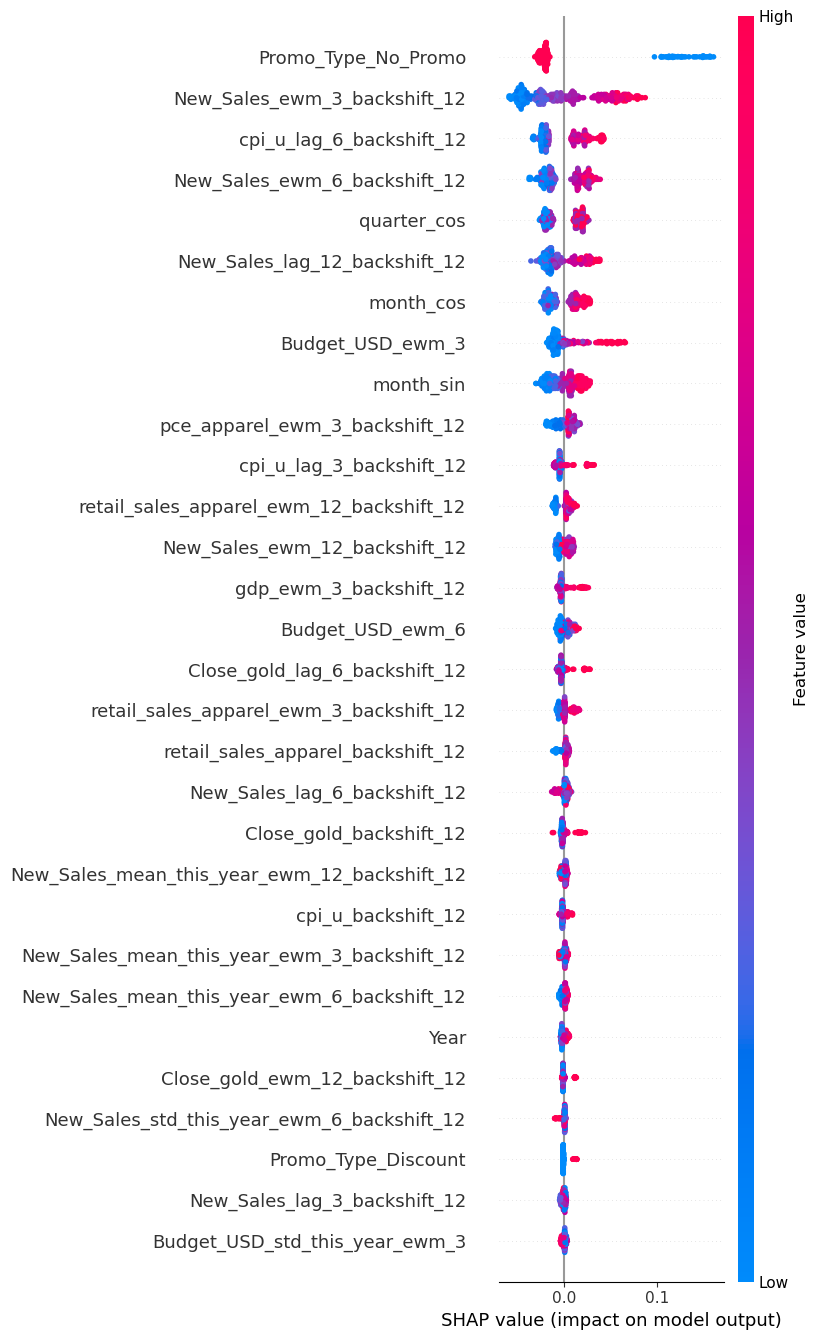 High
Promo_Type_No_Promo
New_Sales_ewm_3_backshift_12
cpi_u_lag_6_backshift_12
New_Sales_ewm_6_backshift_12
quarter_cos
New_Sales_lag_12_backshift_12
month_cos
Budget_USD_ewm_3
month_sin
pce_apparel_ewm_3_backshift_12
cpi_u_lag_3_backshift_12
retail_sales_apparel_ewm_12_backshift_12
New_Sales_ewm_12_backshift_12
gdp_ewm_3_backshift_12
Budget_USD_ewm_6
Close_gold_lag_6_backshift_12
retail_sales_apparel_ewm_3_backshift_12
retail_sales_apparel_backshift_12
New_Sales_lag_6_backshift_12
Close_gold_backshift_12
New_Sales_mean_this_year_ewm_12_backshift_12
cpi_u_backshift_12
New_Sales_mean_this_year_ewm_3_backshift_12
New_Sales_mean_this_year_ewm_6_backshift_12
Year
Close_gold_ewm_12_backshift_12
New_Sales_std_this_year_ewm_6_backshift_12
Promo_Type_Discount
New_Sales_lag_3_backshift_12
Budget_USD_std_this_year_ewm_3
Feature value
Low
0.0 0.1
SHAP value (impact on model output)